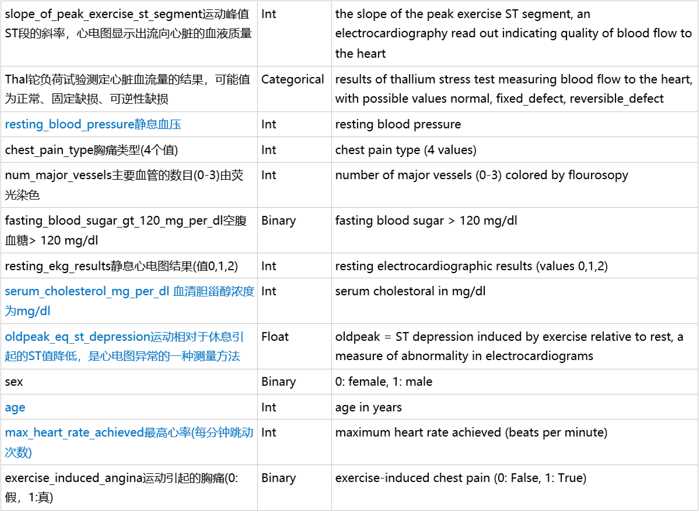 slope_of_peak_exercise_st_segment运动峰值 Int the slope of the peak exercise ST segment, an
ST段的斜率，心电图显示出流向心脏的血液质量 electrocardiography read out indicating quality of blood flow to
the heart
Thal铊负荷试验测定心脏血流量的结果，可能值 Categorical results of thallium stress test measuring blood flow to the heart,
为正常、固定缺损、可逆性缺损 with possible values normal, fixed_defect, reversible_defect
resting_blood_pressure静息血压 Int resting blood pressure
chest_pain_type胸痛类型(4个值) Int chest pain type (4 values)
num_major_vessels主要血管的数目(0-3)由荧 Int number of major vessels (0-3) colored by flourosopy
光染色
fasting_blood_sugar_gt_120_mg_per_dl空腹 Binary fasting blood sugar > 120 mg/dl
血糖> 120 mg/dl
resting_ekg_results静息心电图结果(值0,1,2) Int resting electrocardiographic results (values 0,1,2)
serum_cholesterol_mg_per_dl 血清胆甾醇浓度 Int serum cholestoral in mg/dl
为mg/dl
oldpeak_eq_st_depression运动相对于休息引 Float oldpeak = ST depression induced by exercise relative to rest, a
起的ST值降低，是心电图异常的一种测量方法 measure of abnormality in electrocardiograms
sex Binary 0: female, 1: male
age Int age in years
max_heart_rate_achieved最高心率(每分钟跳动 Int maximum heart rate achieved (beats per minute)
次数)
exercise_induced_angina运动引起的胸痛(0: Binary exercise-induced chest pain (0: False, 1: True)
假，1:真)